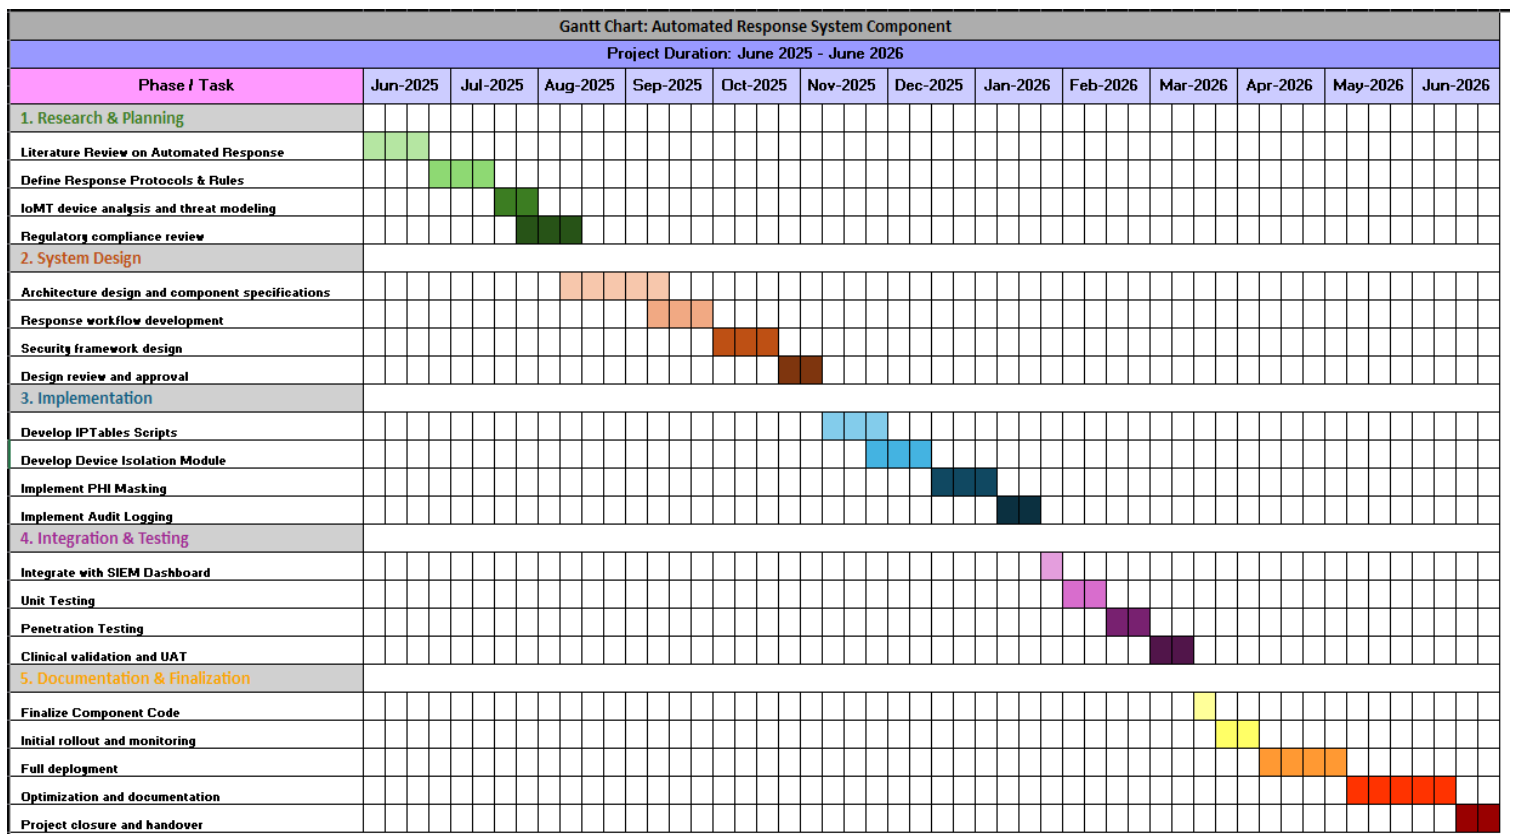 Gantt Chart: Automated Response System Component
Project Duration: June 2025 - June 2026
Phase / Task Jun-2025 Jul-2025 Aug-2025 Sep-2025 Oct-2025 Nov-2025 Dec-2025 Jan-2026 Feb-2026 Mar-2026 Apr-2026 May-2026 Jun-2026
1. Research & Planning
Literature Review on Automated Response
Define Response Protocols & Rules
IoMT device analysis and threat modeling
Regulatory compliance review
2. System Design
Architecture design and component specifications
Response workflow development
Security framework design
Design review and approval
3. Implementation
Develop IPTables Scripts
Develop Device Isolation Module
Implement PHI Masking
Implement Audit Logging
4. Integration & Testing
Integrate with SIEM Dashboard
Unit Testing
Penetration Testing
Clinical validation and UAT
5. Documentation & Finalization
Finalize Component Code
Initial rollout and monitoring
Full deployment
Optimization and documentation
Project closure and handover